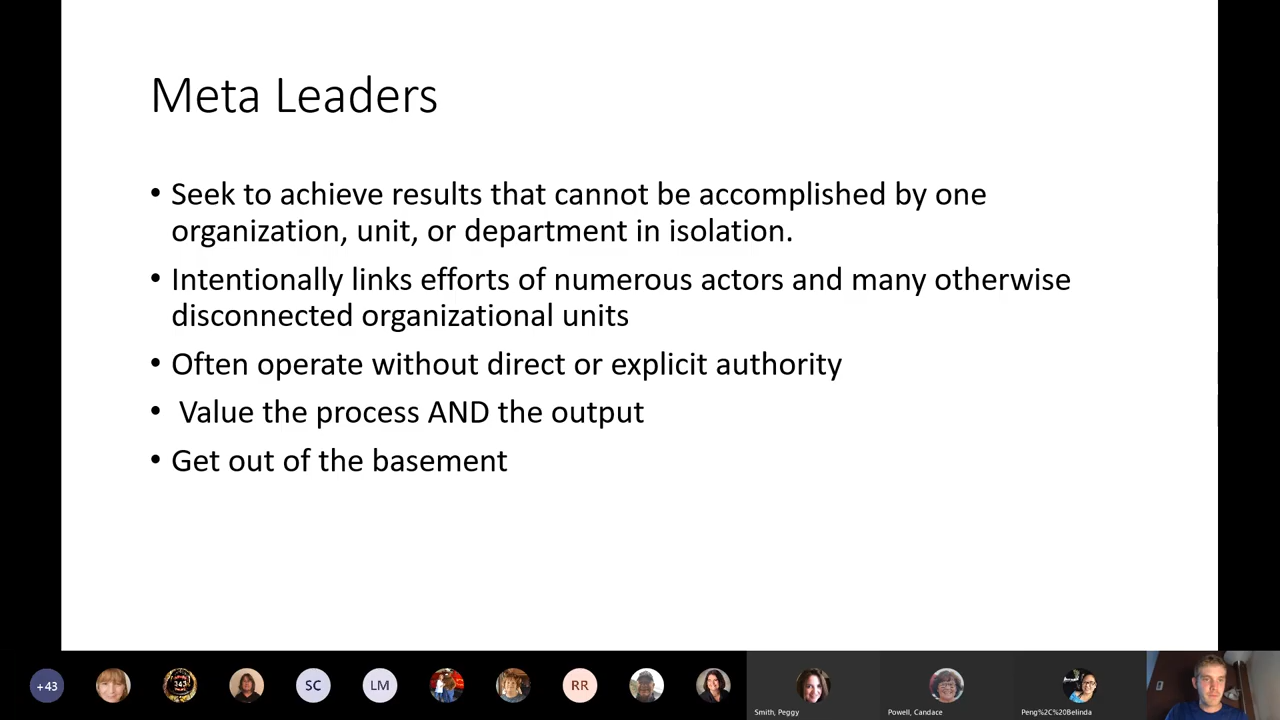 Meta Leaders
• Seek to achieve results that cannot be accomplished by one
organization, unit, or department in isolation.
• Intentionally links efforts of numerous actors and many otherwise
disconnected organizational units
• Often operate without direct or explicit authority
• Value the process AND the output
• Get out of the basement
+43
343
SC
LM
RR
Smith, Peggy
Powell, Candace
Peng%2C%20Belinda